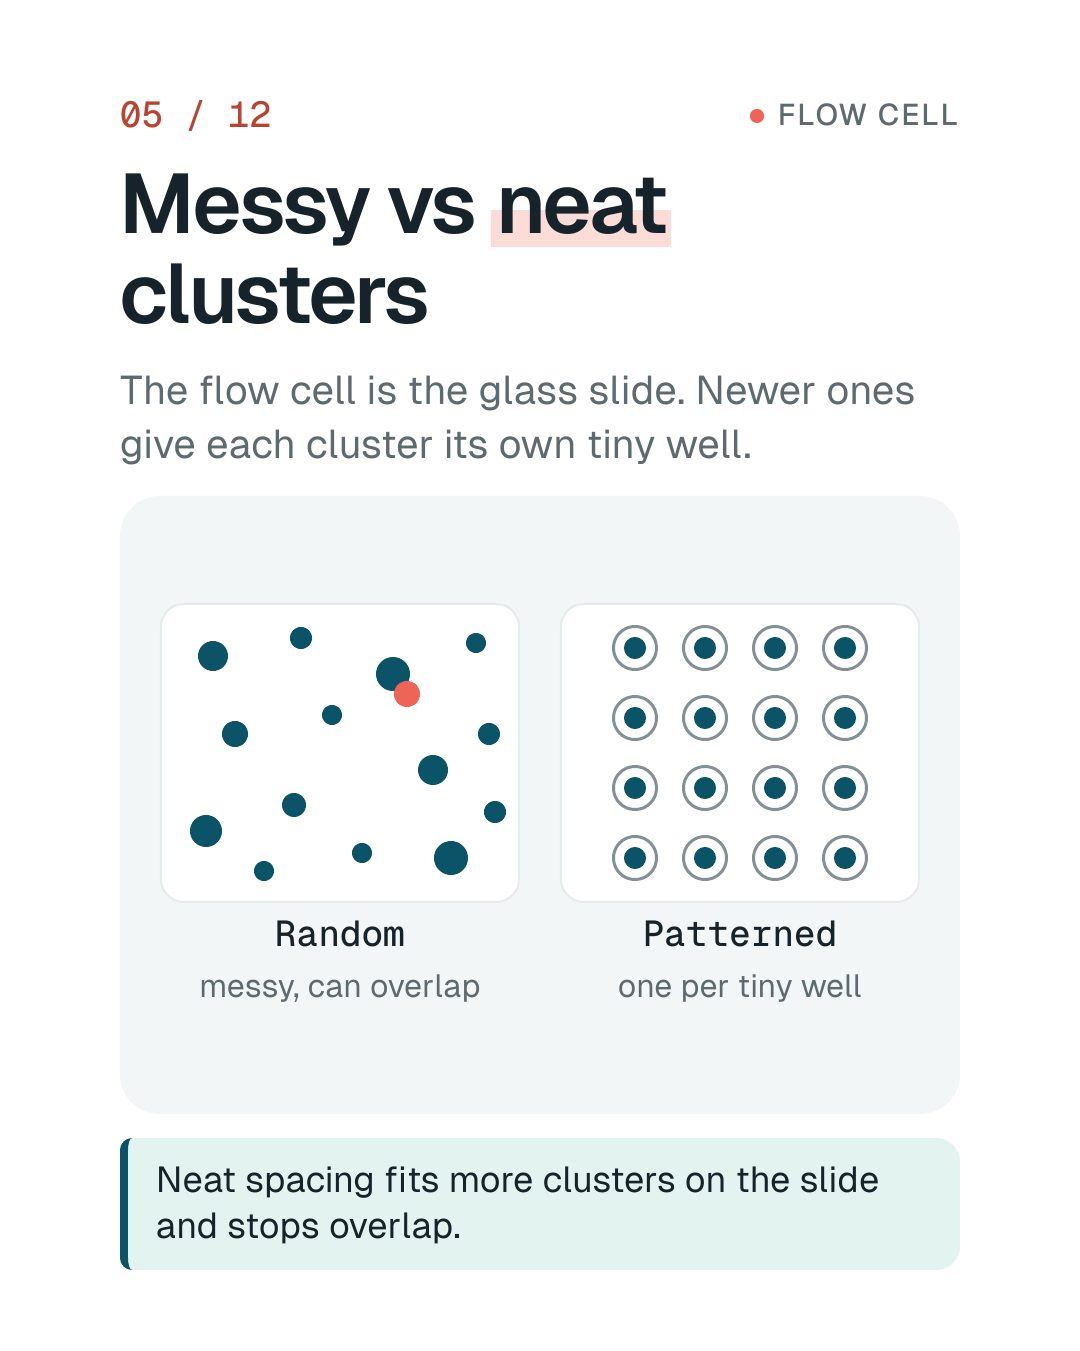 05 / 12
FLOW CELL
Messy vs neat
clusters
The flow cell is the glass slide. Newer ones
give each cluster its own tiny well.
Random
messy, can overlap
Patterned
one per tiny well
Neat spacing fits more clusters on the slide
and stops overlap.